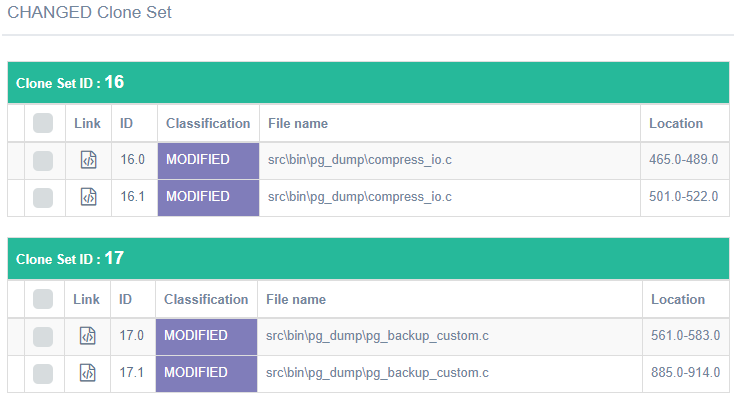 CHANGED Clone Set
Clone Set ID : 16
Link ID Classification File name Location
16.0 MODIFIED src\bin\pg_dump\compress_io.c 465.0-489.0
16.1 MODIFIED src\bin\pg_dump\compress_io.c 501.0-522.0
Clone Set ID : 17
Link ID Classification File name Location
17.0 MODIFIED src\bin\pg_dump\pg_backup_custom.c 561.0-583.0
17.1 MODIFIED src\bin\pg_dump\pg_backup_custom.c 885.0-914.0